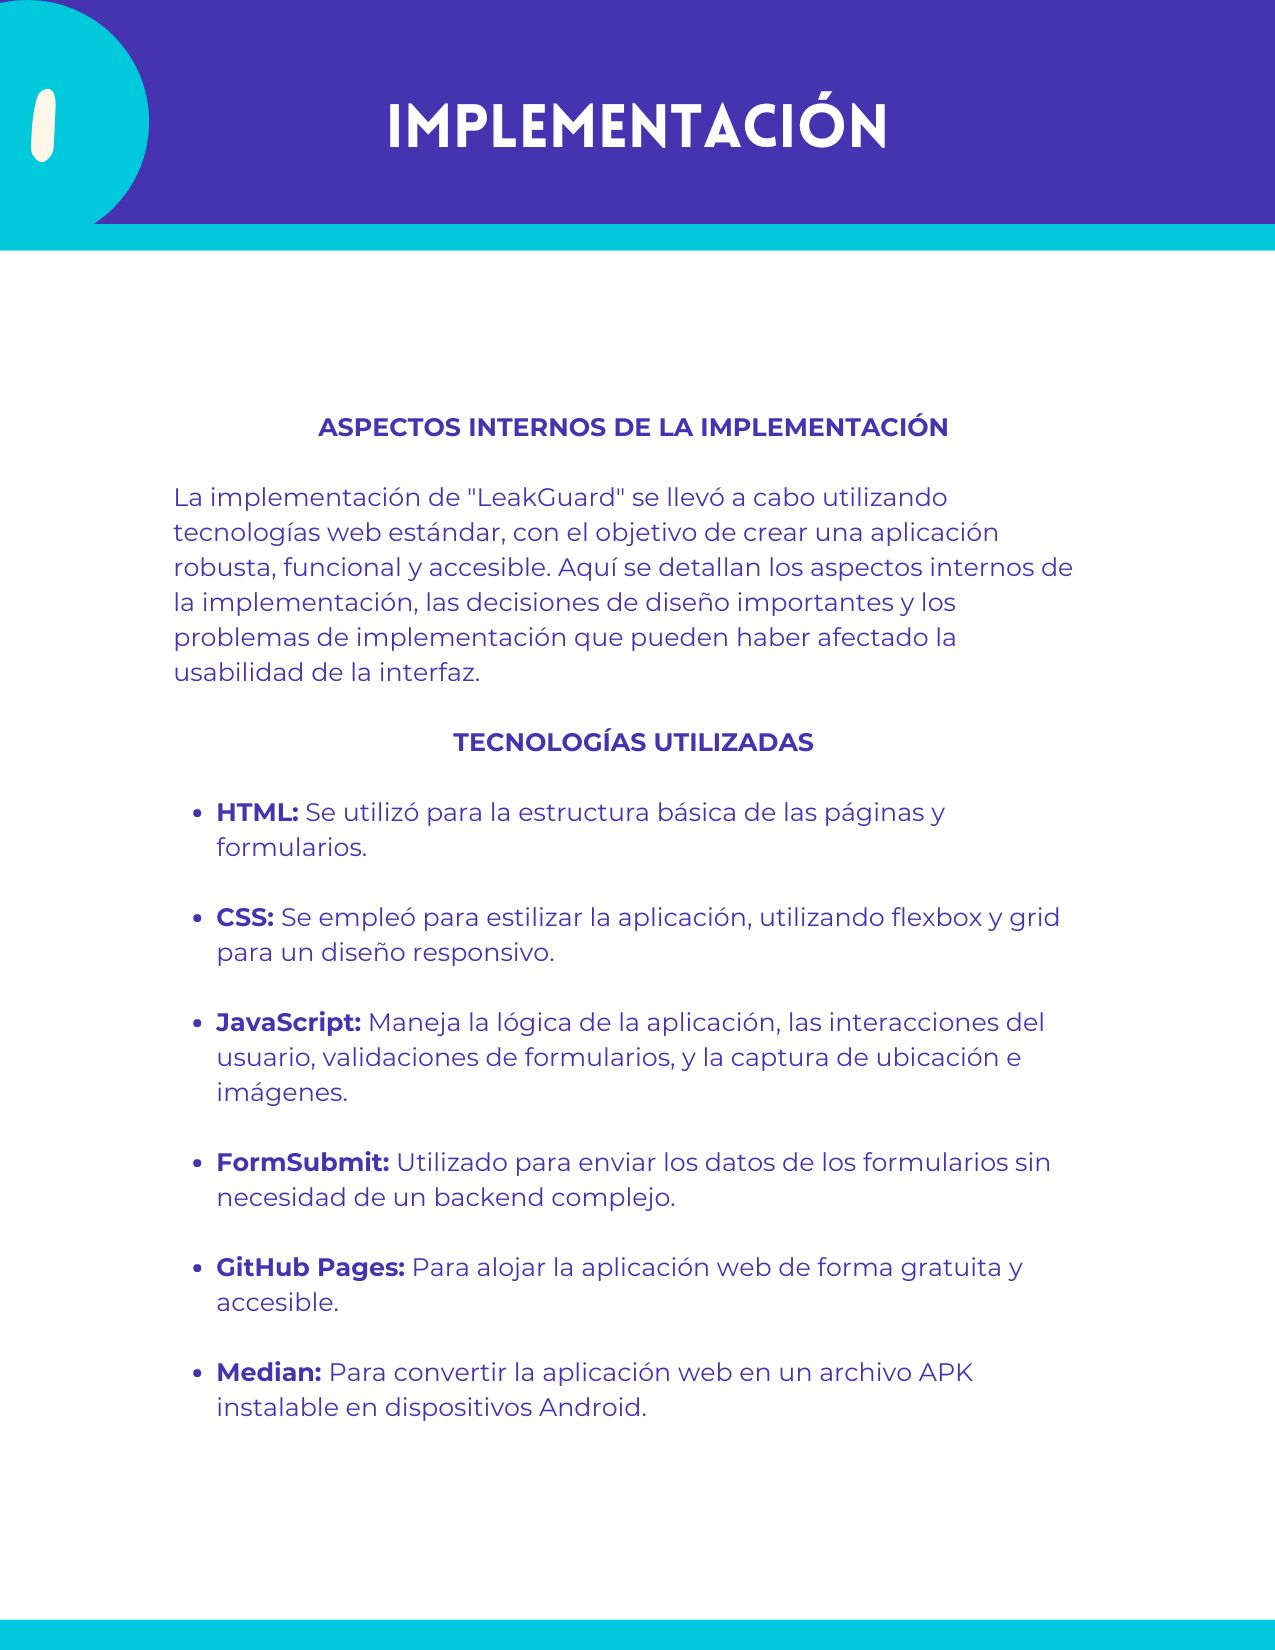 1
IMPLEMENTACIÓN
ASPECTOS INTERNOS DE LA IMPLEMENTACIÓN
La implementación de "LeakGuard" se llevó a cabo utilizando
tecnologías web estándar, con el objetivo de crear una aplicación
robusta, funcional y accesible. Aquí se detallan los aspectos internos de
la implementación, las decisiones de diseño importantes y los
problemas de implementación que pueden haber afectado la
usabilidad de la interfaz.
TECNOLOGÍAS UTILIZADAS
• HTML: Se utilizó para la estructura básica de las páginas y
formularios.
• CSS: Se empleó para estilizar la aplicación, utilizando flexbox y grid
para un diseño responsivo.
• JavaScript: Maneja la lógica de la aplicación, las interacciones del
usuario, validaciones de formularios, y la captura de ubicación e
imágenes.
• FormSubmit: Utilizado para enviar los datos de los formularios sin
necesidad de un backend complejo.
• GitHub Pages: Para alojar la aplicación web de forma gratuita y
accesible.
• Median: Para convertir la aplicación web en un archivo APK
instalable en dispositivos Android.